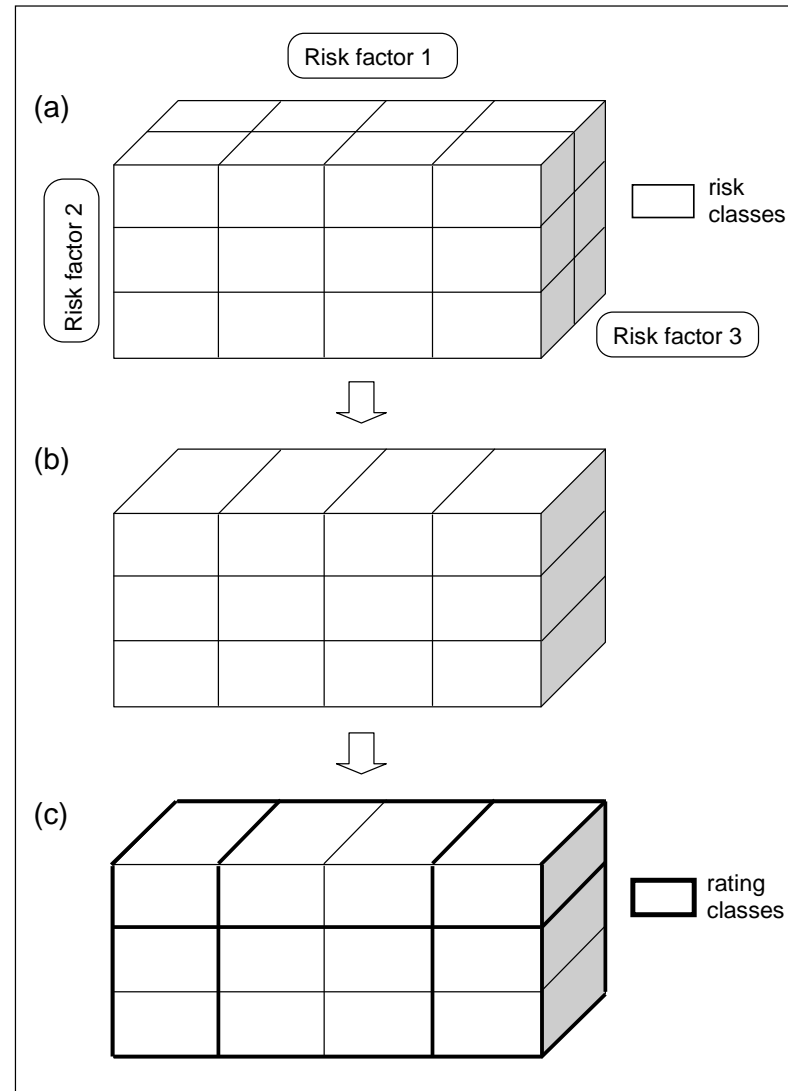 Risk factor 1
(a)
Risk factor 2
risk
classes
Risk factor 3
(b)
(c)
rating
classes